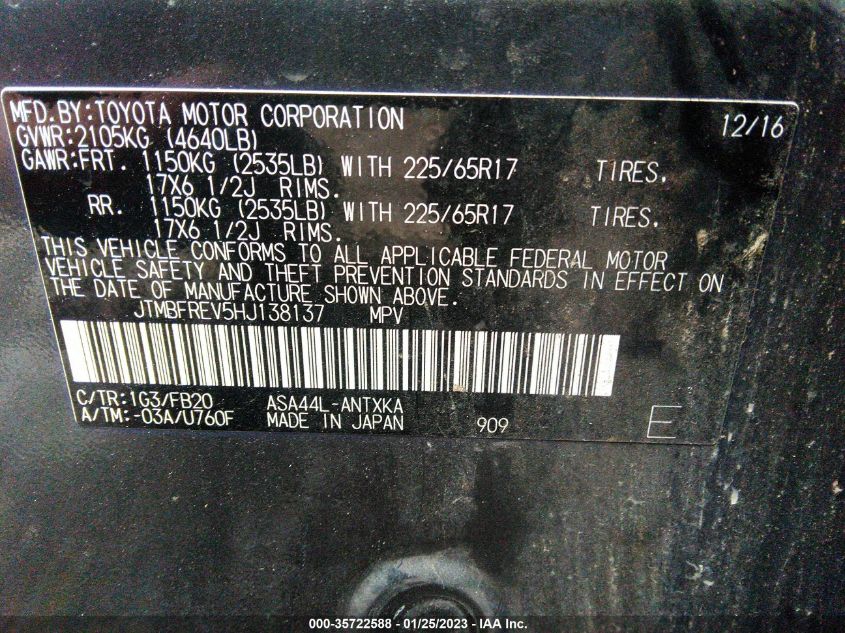 MFD.BY:TOYOTA MOTOR CORPORATION 12/16
GVWR:2105KG (4640LB)
GAWR:FRT. 1150KG (2535LB) WITH 225/65R17 TIRES,
17X6 1/2J RIMS.
RR. 1150KG (2535LB) WITH 225/65R17 TIRES,
17X6 1/2J RIMS.
THIS VEHICLE CONFORMS TO ALL APPLICABLE FEDERAL MOTOR
VEHICLE SAFETY AND THEFT PREVENTION STANDARDS IN EFFECT ON
THE DATE OF MANUFACTURE SHOWN ABOVE.
JTMBFREV5HJ138137 MPV
C/TR:1G3/FB20 ASA44L-ANTXKA
A/TM:-03A/U760F MADE IN JAPAN 909 E
000-35722588 - 01/25/2023 - IAA Inc.